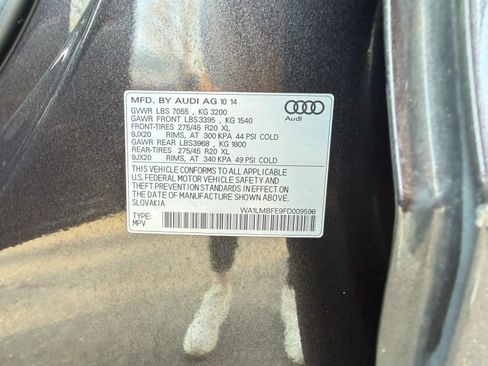 MFD. BY AUDI AG 10 14
GVWR LBS 7055 , KG 3200
GAWR FRONT LBS3395 , KG 1540
FRONT-TIRES 275/45 R20 XL
9JX20 RIMS, AT 300 KPA 44 PSI COLD
GAWR REAR LBS3968 , KG 1800
REAR-TIRES 275/45 R20 XL
9JX20 RIMS, AT 340 KPA 49 PSI COLD
THIS VEHICLE CONFORMS TO ALL APPLICABLE
U.S. FEDERAL MOTOR VEHICLE SAFETY AND
THEFT PREVENTION STANDARDS IN EFFECT ON
THE DATE OF MANUFACTURE SHOWN ABOVE.
SLOVAKIA
WA1LMBFE9FD009596
TYPE:
MPV
Audi